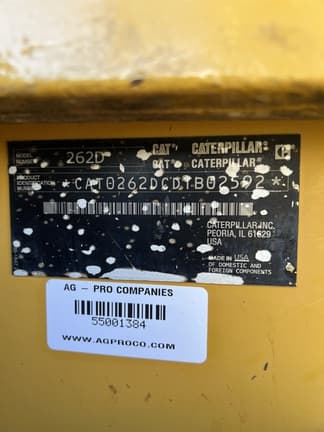 MODEL NUMBER 262D CAT CATERPILLAR
CAT CATERPILLAR
PRODUCT IDENTIFICATION NUMBER *CAT0262DCDTB02592*
CATERPILLAR INC.
PEORIA, IL 61629
USA
MADE IN USA
OF DOMESTIC AND
FOREIGN COMPONENTS
AG - PRO COMPANIES
55001384
WWW.AGPROCO.COM